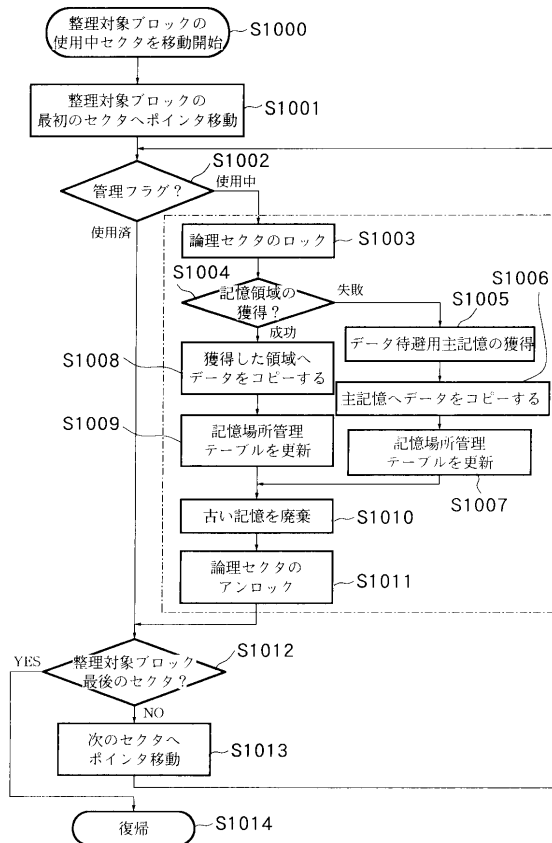 整理対象ブロックの
使用中セクタを移動開始
S1000
整理対象ブロックの
最初のセクタへポインタ移動
S1001
S1002
管理フラグ?
使用中
使用済
論理セクタのロック
S1003
S1004
記憶領域の
獲得?
失敗
成功
S1005
S1006
データ待避用主記憶の獲得
S1008
獲得した領域へ
データをコピーする
主記憶へデータをコピーする
S1009
記憶場所管理
テーブルを更新
記憶場所管理
テーブルを更新
S1007
古い記憶を廃棄
S1010
論理セクタの
アンロック
S1011
YES
整理対象ブロック
最後のセクタ?
S1012
NO
次のセクタへ
ポインタ移動
S1013
復帰
S1014